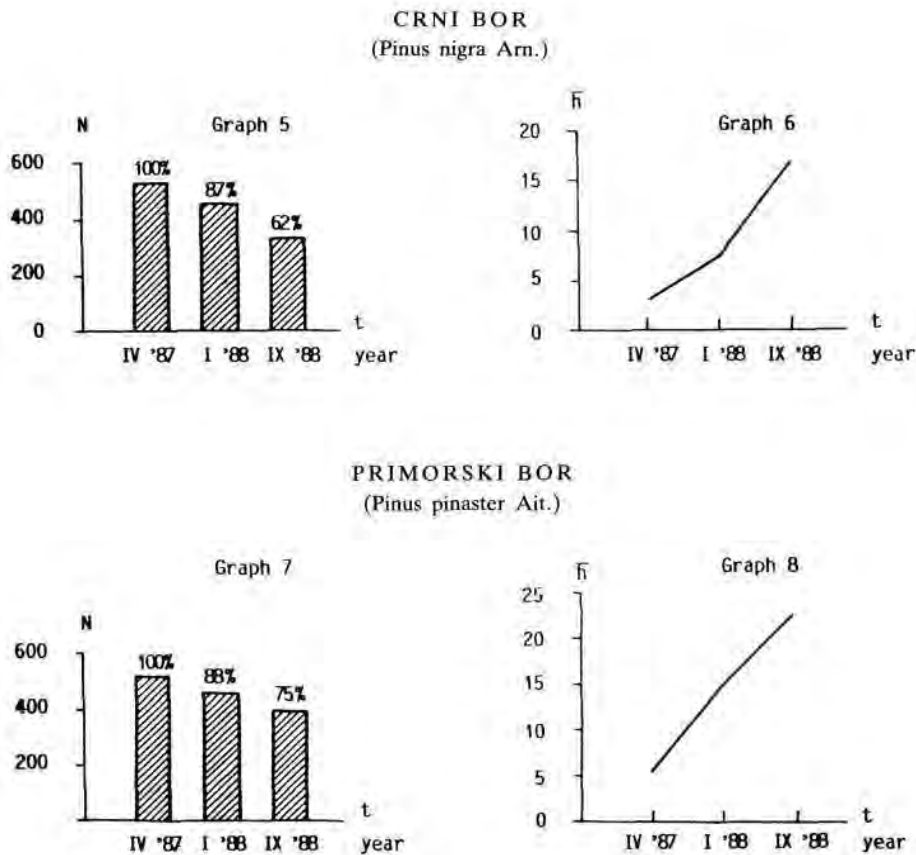 CRNI BOR
(Pinus nigra Arn.)
Graph 5
N
600
400
200
0
100%
87%
62%
t
IV '87 I '88 IX '88 year
Graph 6
h̅
20
15
10
5
0
t
IV '87 I '88 IX '88 year
PRIMORSKI BOR
(Pinus pinaster Ait.)
Graph 7
N
600
400
200
100%
88%
75%
t
IV '87 I '88 IX '88 year
Graph 8
h̅
25
20
15
10
5
0
t
IV '87 I '88 IX '88 year